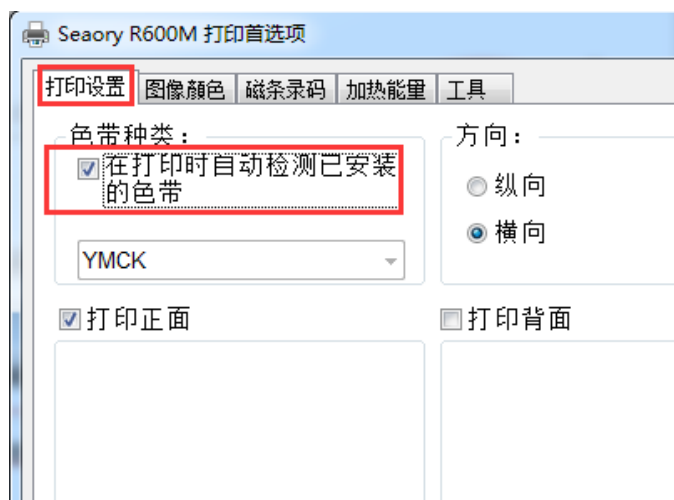 Seaory R600M 打印首选项
打印设置 图像顏色 磁条录码 加热能量 工具
色带种类：
在打印时自动检测已安装
的色带
YMCK
方向：
纵向
横向
打印正面
打印背面